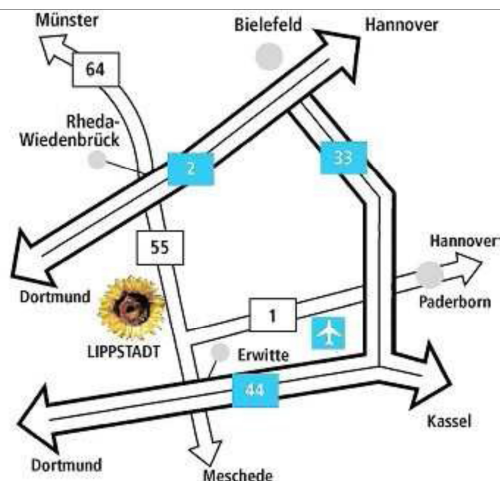 Münster
Bielefeld
Hannover
64
Rheda-
Wiedenbrück
2
33
55
Hannover
Dortmund
Paderborn
1
LIPPSTADT
Erwitte
44
Kassel
Dortmund
Meschede